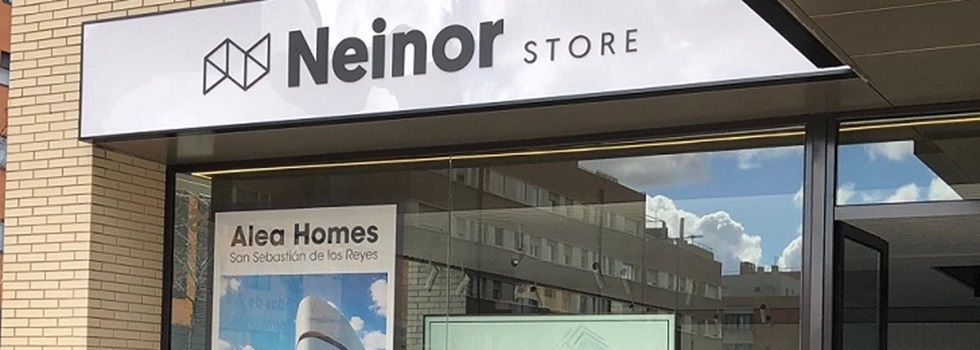 Neinor STORE
Alea Homes
San Sebastián de los Reyes